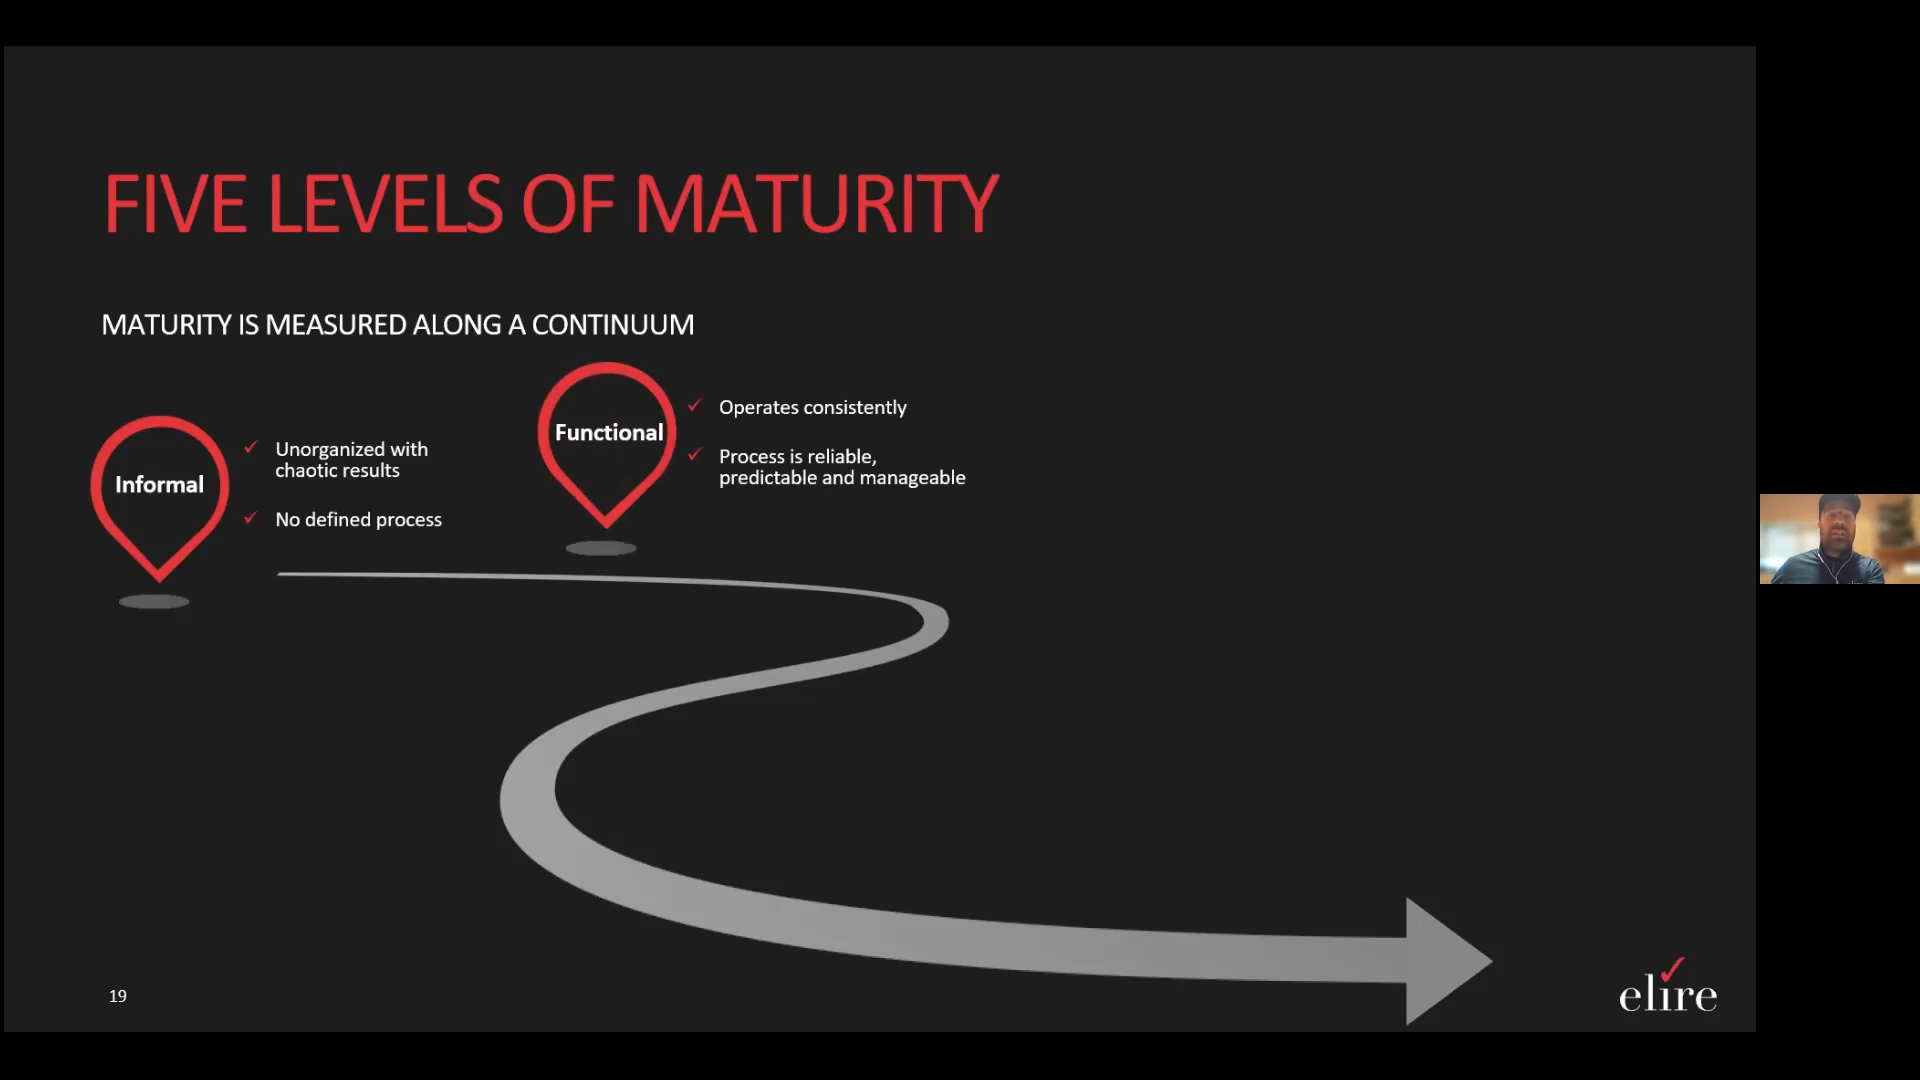 FIVE LEVELS OF MATURITY
MATURITY IS MEASURED ALONG A CONTINUUM
Informal
Unorganized with
chaotic results
No defined process
Functional
Operates consistently
Process is reliable,
predictable and manageable
19
elire